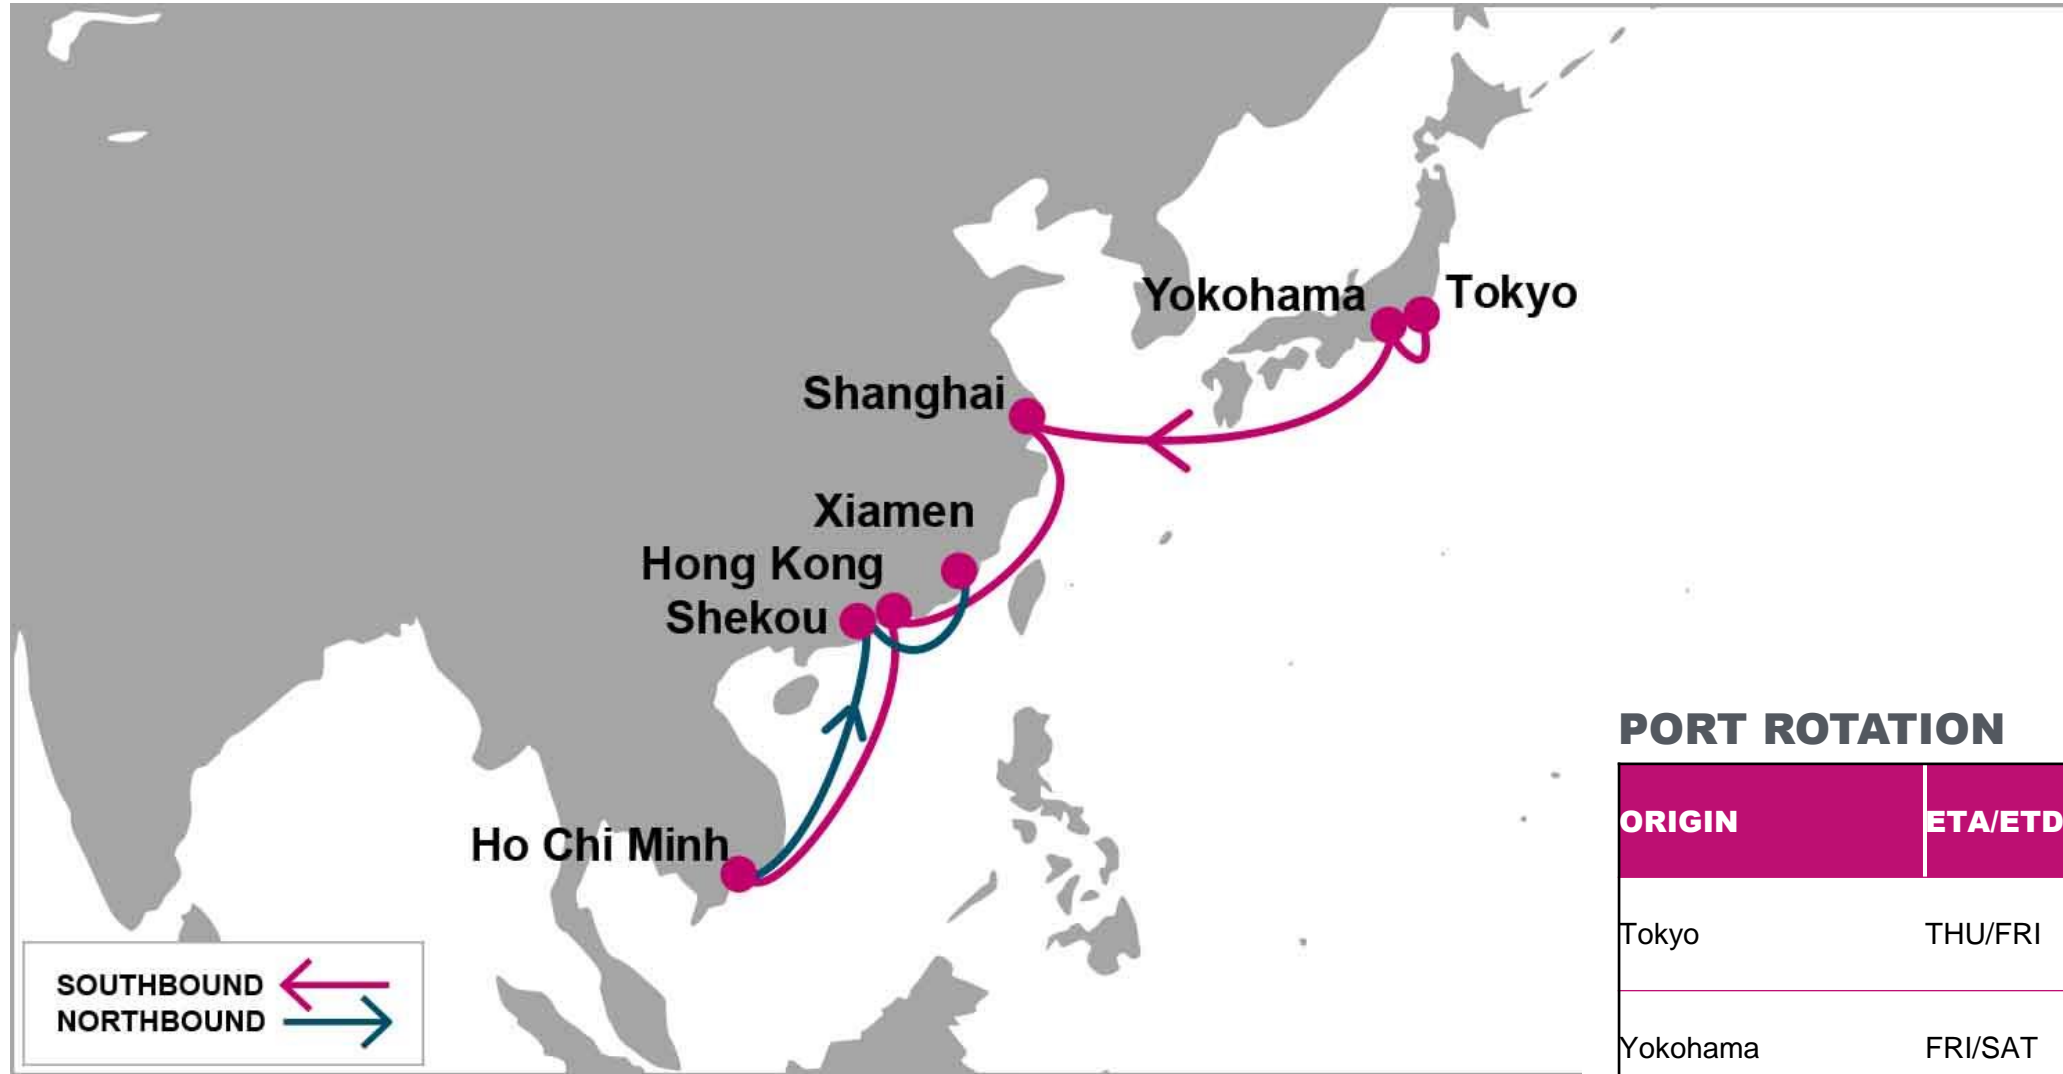 Yokohama
Tokyo
Shanghai
Xiamen
Hong Kong
Shekou
Ho Chi Minh
SOUTHBOUND
NORTHBOUND
PORT ROTATION
ORIGIN ETA/ETD
Tokyo THU/FRI
Yokohama FRI/SAT